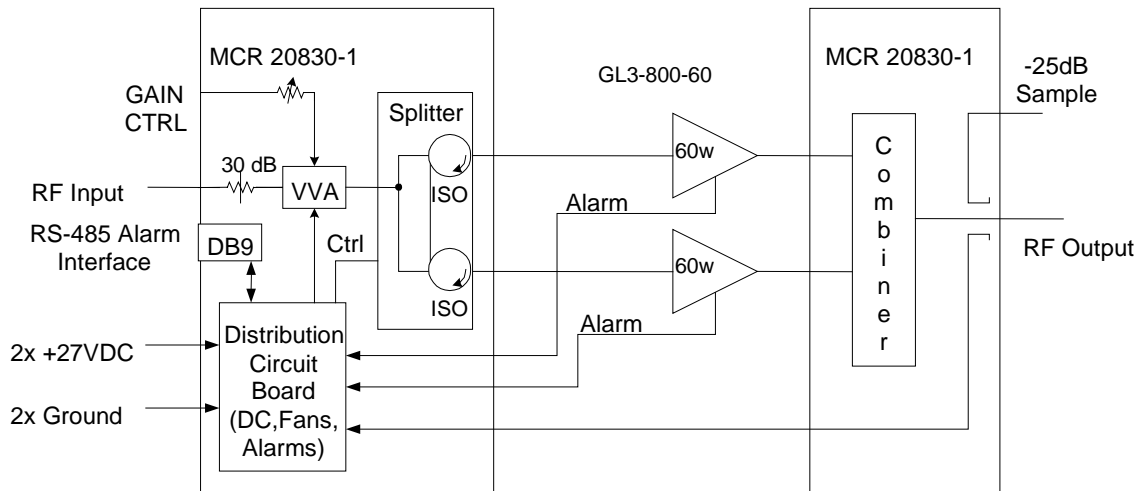 MCR 20830-1
GAIN
CTRL
30 dB
RF Input
VVA
Splitter
ISO
ISO
RS-485 Alarm
Interface
DB9
Ctrl
2x +27VDC
2x Ground
Distribution
Circuit
Board
(DC,Fans,
Alarms)
GL3-800-60
60w
Alarm
60w
Alarm
MCR 20830-1
Combiner
-25dB
Sample
RF Output